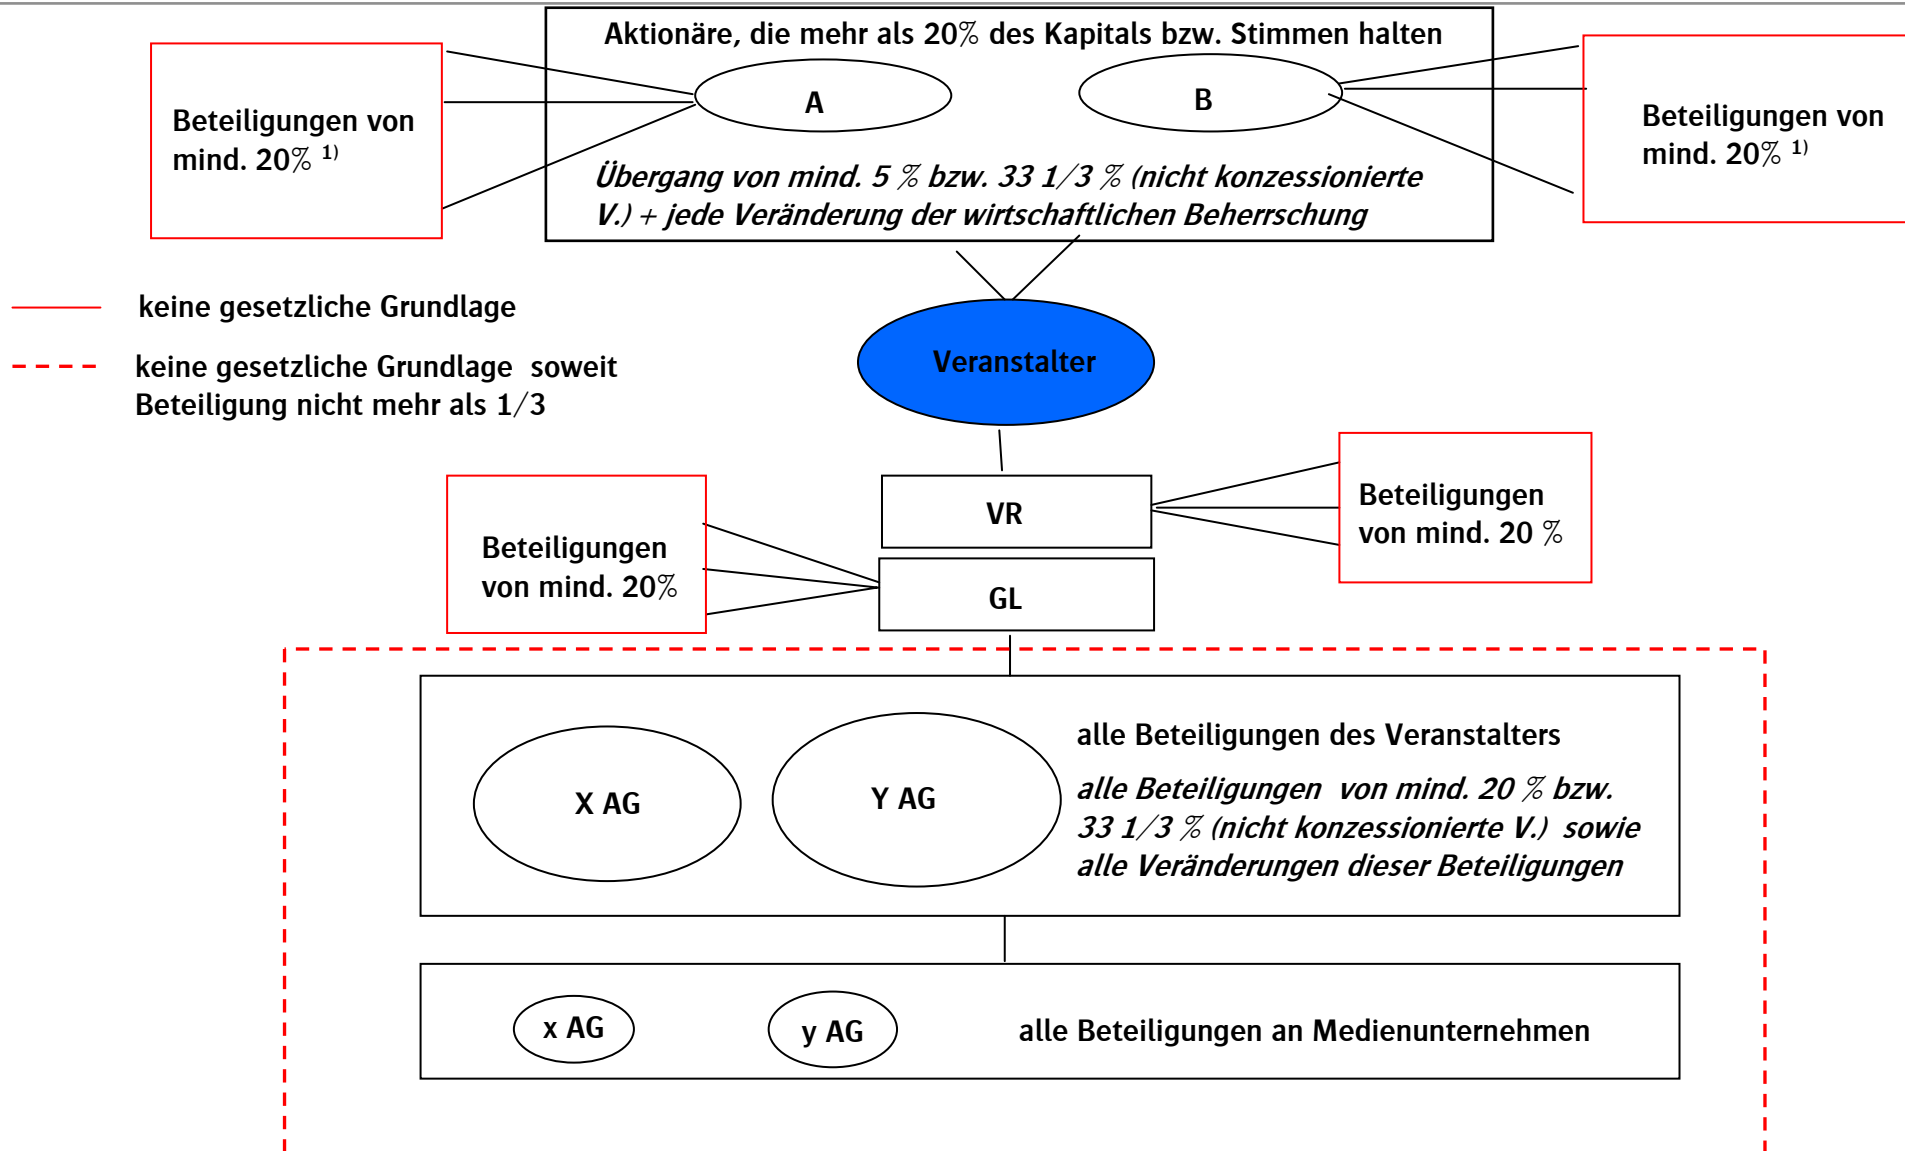 Aktionäre, die mehr als 20% des Kapitals bzw. Stimmen halten
A
B
Beteiligungen von
mind. 20% 1)
Beteiligungen von
mind. 20% 1)
Übergang von mind. 5 % bzw. 33 1/3 % (nicht konzessionierte
V.) + jede Veränderung der wirtschaftlichen Beherrschung
keine gesetzliche Grundlage
keine gesetzliche Grundlage soweit
Beteiligung nicht mehr als 1/3
Veranstalter
VR
Beteiligungen
von mind. 20 %
Beteiligungen
von mind. 20%
GL
X AG
Y AG
alle Beteiligungen des Veranstalters
alle Beteiligungen von mind. 20 % bzw.
33 1/3 % (nicht konzessionierte V.) sowie
alle Veränderungen dieser Beteiligungen
x AG
y AG
alle Beteiligungen an Medienunternehmen